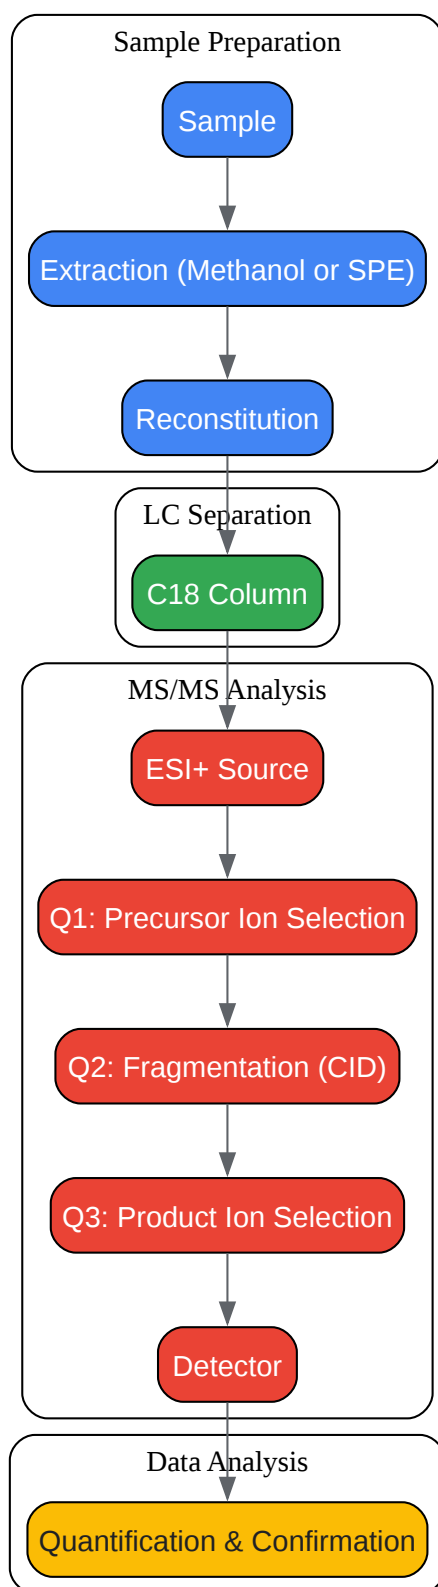 Sample Preparation
Sample
Extraction (Methanol or SPE)
Reconstitution
LC Separation
C18 Column
MS/MS Analysis
ESI+ Source
Q1: Precursor Ion Selection
Q2: Fragmentation (CID)
Q3: Product Ion Selection
Detector
Data Analysis
Quantification & Confirmation